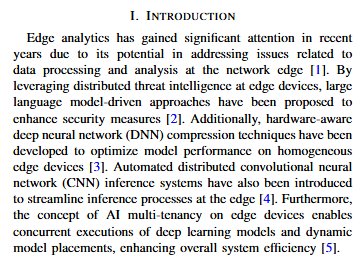 I. INTRODUCTION
Edge analytics has gained significant attention in recent
years due to its potential in addressing issues related to
data processing and analysis at the network edge [1]. By
leveraging distributed threat intelligence at edge devices, large
language model-driven approaches have been proposed to
enhance security measures [2]. Additionally, hardware-aware
deep neural network (DNN) compression techniques have been
developed to optimize model performance on homogeneous
edge devices [3]. Automated distributed convolutional neural
network (CNN) inference systems have also been introduced
to streamline inference processes at the edge [4]. Furthermore,
the concept of AI multi-tenancy on edge devices enables
concurrent executions of deep learning models and dynamic
model placements, enhancing overall system efficiency [5].